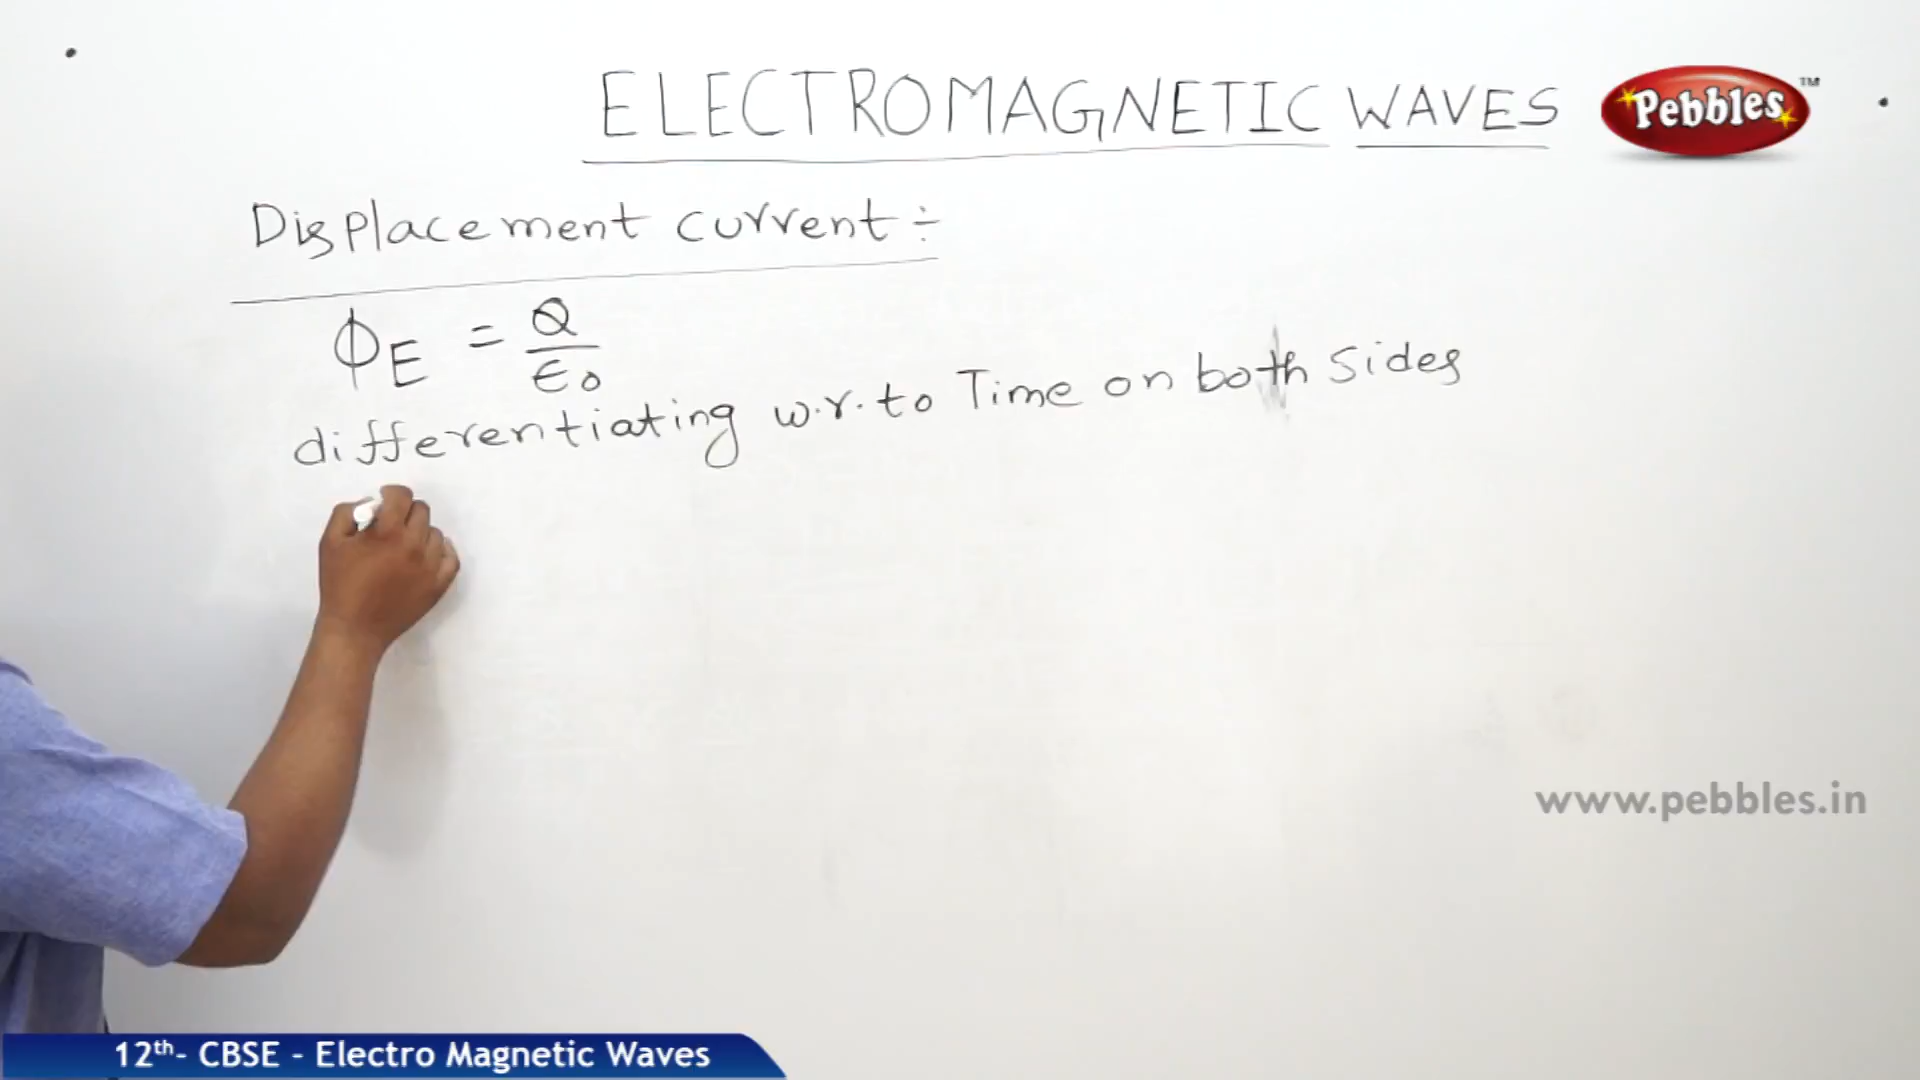 ELECTROMAGNETIC WAVES
Pebbles™
Displacement current ÷
ϕE = Q/ϵ0
differentiating w.r.to Time on both sides
www.pebbles.in
12th- CBSE - Electro Magnetic Waves